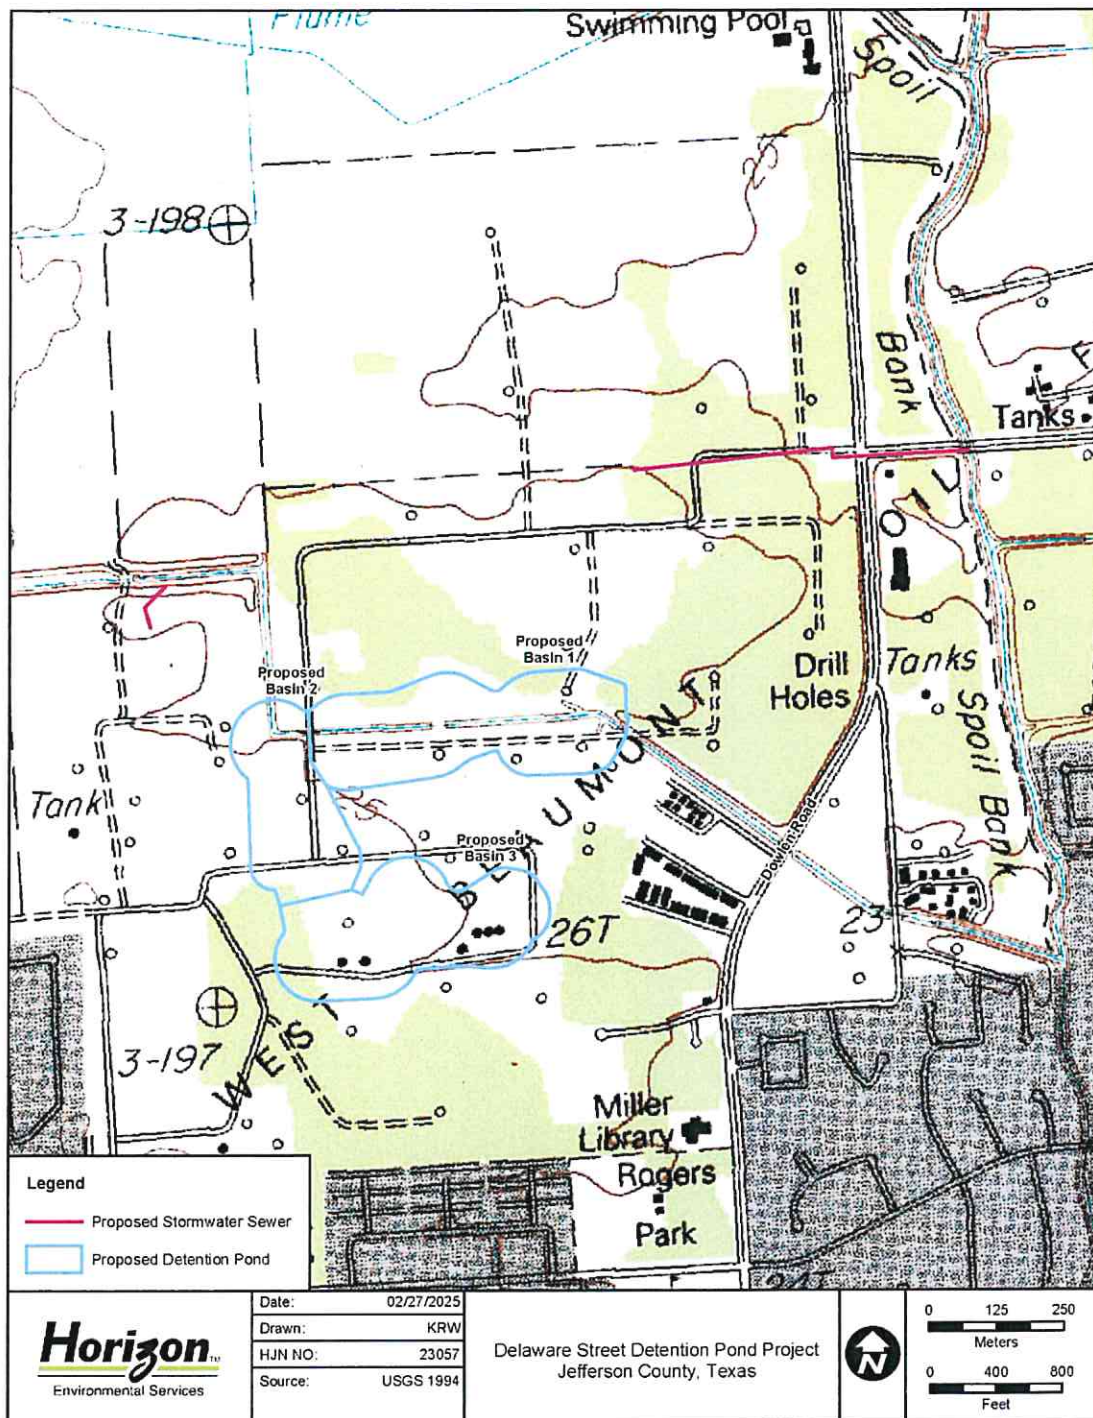 Flume
Swimming Pool
Spoil
3-198
Bank
Tanks
OIL
F
Proposed
Basin 1
Proposed
Basin 2
Drill
Holes
Tanks
Spoil Bank
Tank
BEAUMONT
Proposed
Basin 3
Dowlen Road
26T
23
3-197
WEST
Miller
Library
Rogers
Park
24T
Legend
Proposed Stormwater Sewer
Proposed Detention Pond
Horizon
Environmental Services
Date: 02/27/2025
Drawn: KRW
HJN NO: 23057
Source: USGS 1994
Delaware Street Detention Pond Project
Jefferson County, Texas
N
0 125 250
Meters
0 400 800
Feet